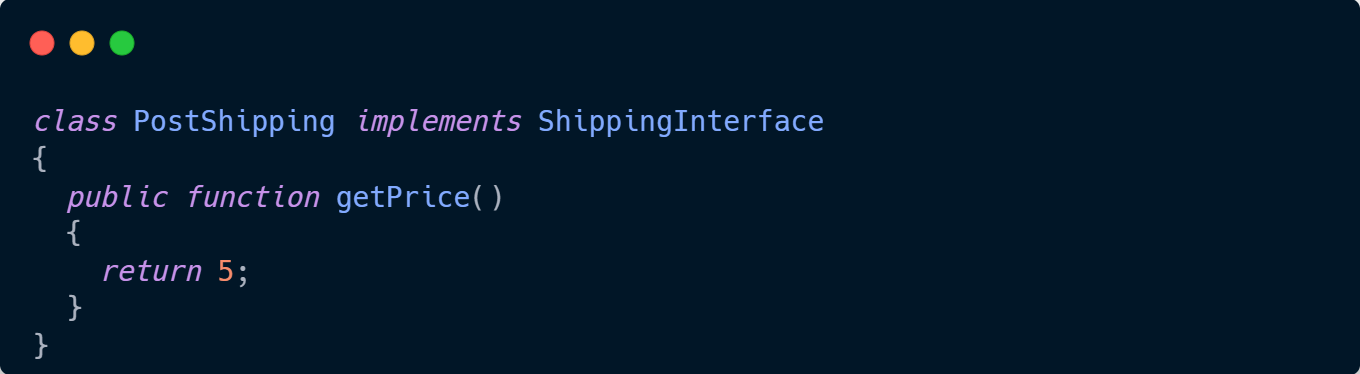 class PostShipping implements ShippingInterface
{
  public function getPrice()
  {
    return 5;
  }
}